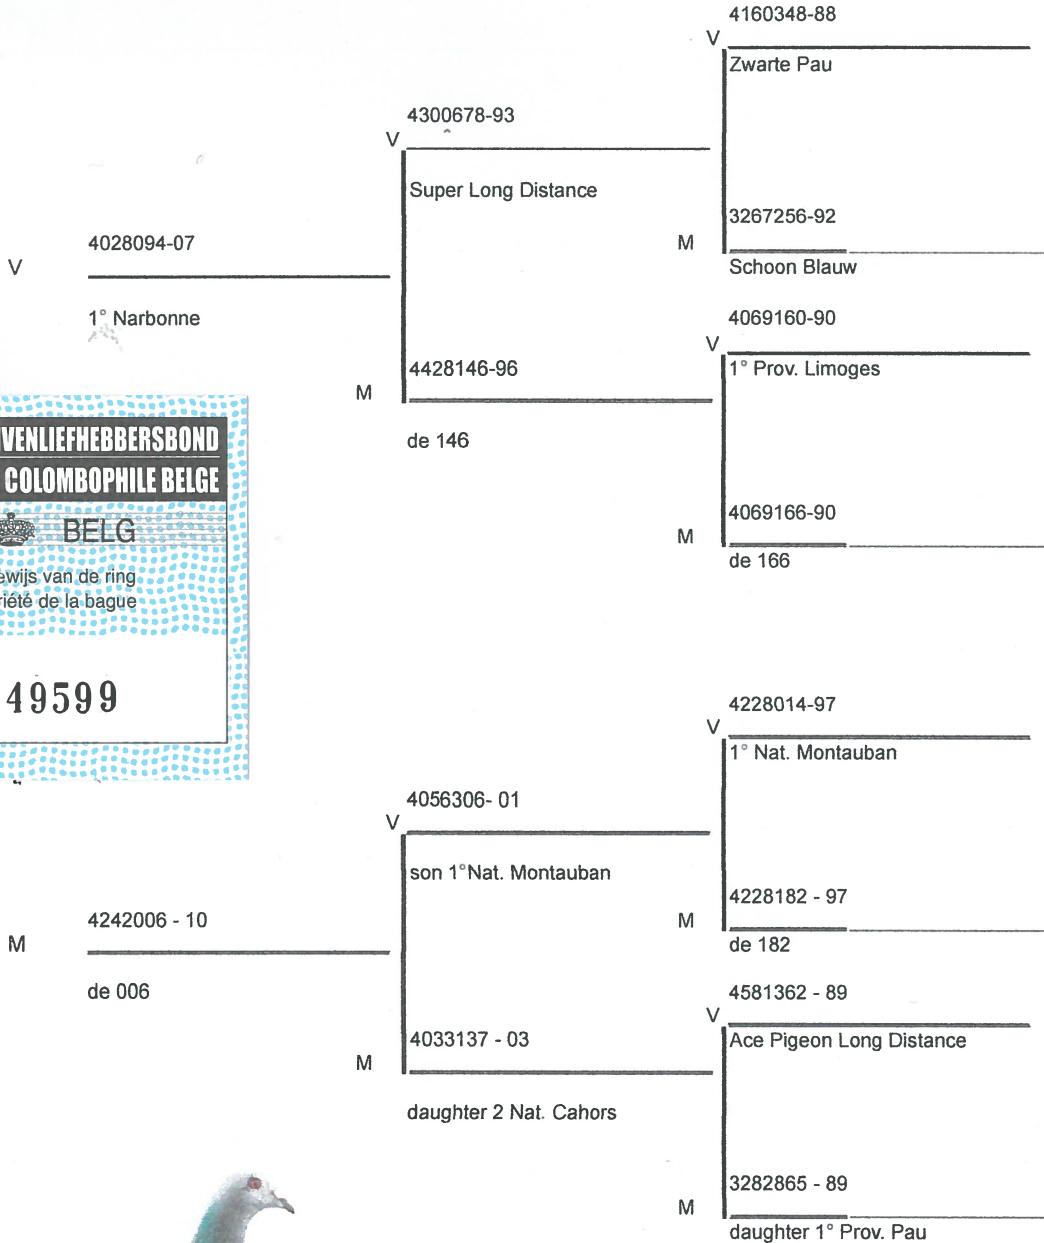 4160348-88
V
Zwarte Pau
4300678-93
V
Super Long Distance
3267256-92
M
Schoon Blauw
4028094-07
V
1° Narbonne
4069160-90
V
1° Prov. Limoges
4428146-96
M
de 146
4069166-90
M
de 166
VENLIEFHEBBERSBOND
COLOMBOPHILE BELGE
BELG
ewijs van de ring
riété de la bague
49599
4228014-97
V
1° Nat. Montauban
4056306- 01
V
son 1°Nat. Montauban
4228182 - 97
M
de 182
4242006 - 10
M
de 006
4581362 - 89
V
Ace Pigeon Long Distance
4033137 - 03
M
daughter 2 Nat. Cahors
3282865 - 89
M
daughter 1° Prov. Pau